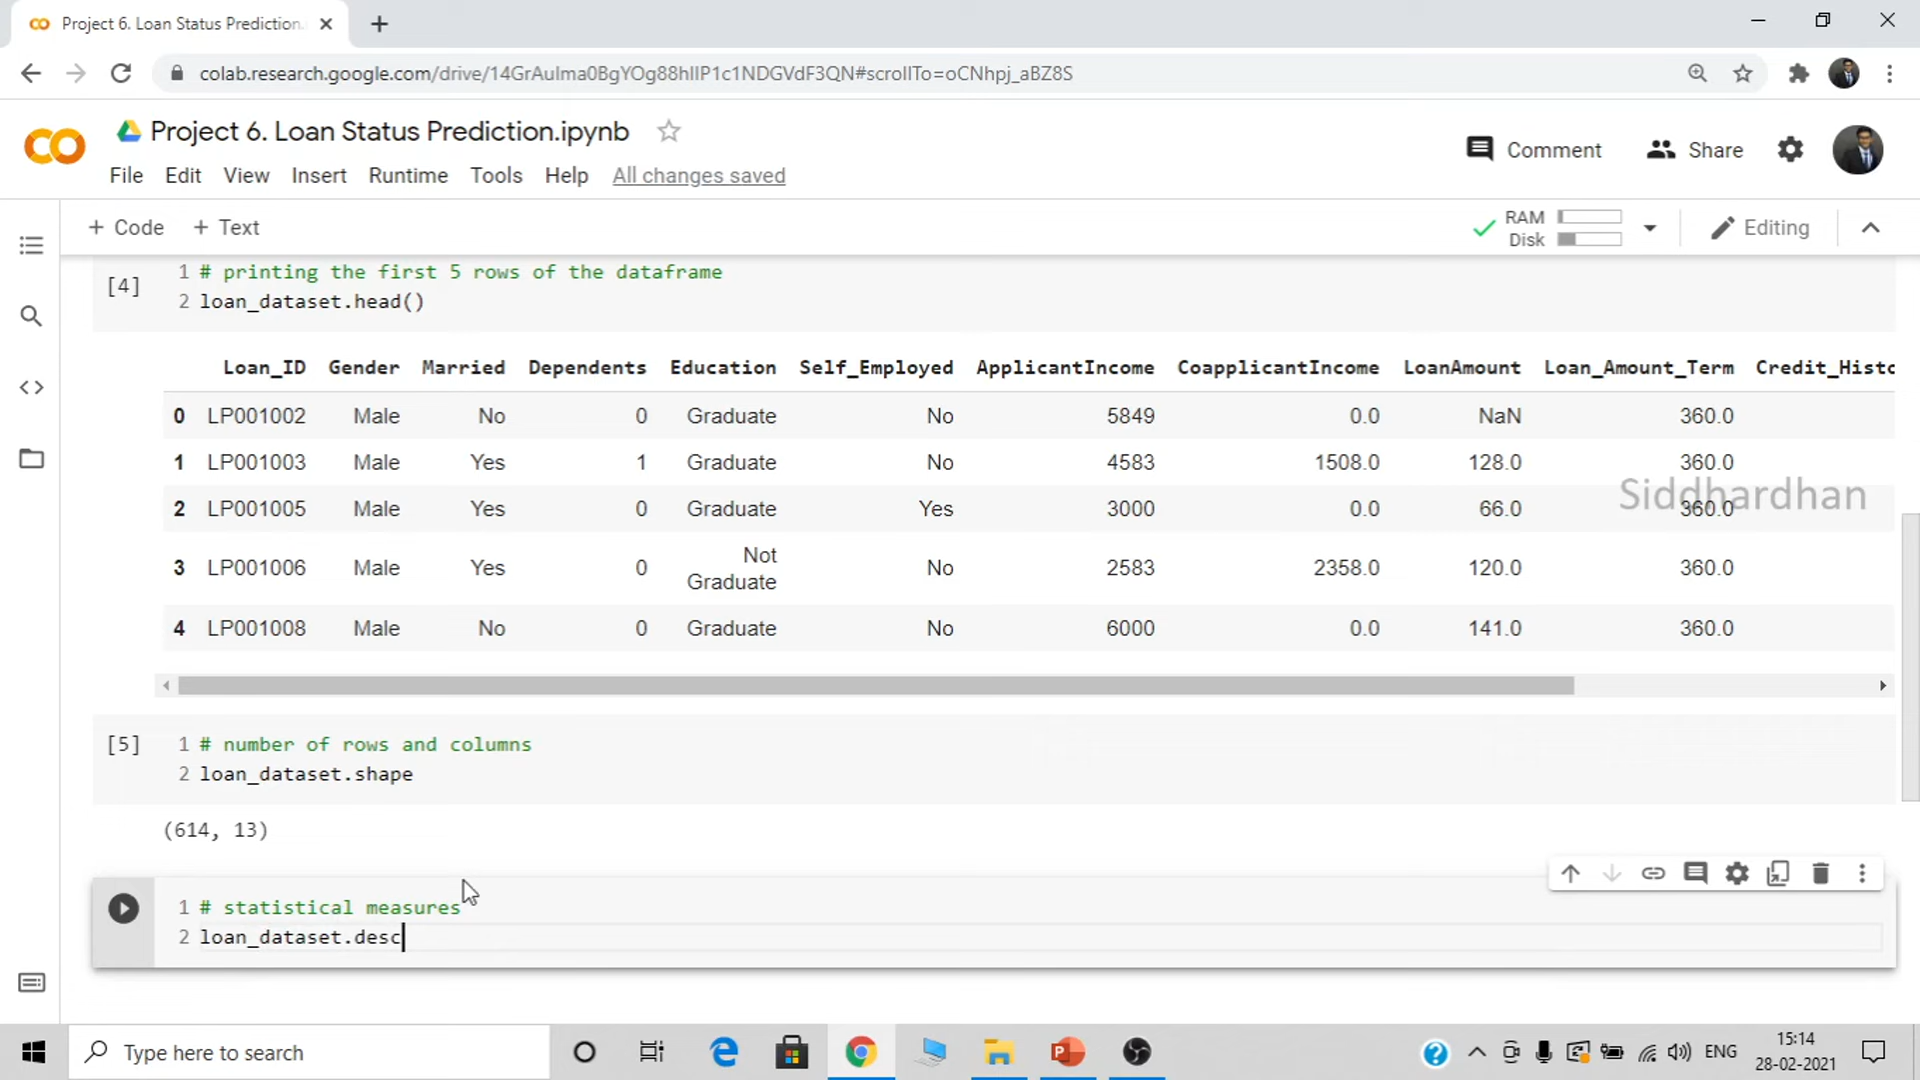 Project 6. Loan Status Prediction.
colab.research.google.com/drive/14GrAulma0BgYOg88hlIP1c1NDGVdF3QN#scrollTo=oCNhpj_aBZ8S
Project 6. Loan Status Prediction.ipynb
Comment Share
File Edit View Insert Runtime Tools Help All changes saved
+ Code + Text
RAM
Disk
Editing
[4] 1 # printing the first 5 rows of the dataframe
2 loan_dataset.head()
Loan_ID Gender Married Dependents Education Self_Employed ApplicantIncome CoapplicantIncome LoanAmount Loan_Amount_Term Credit_Histo
0 LP001002 Male No 0 Graduate No 5849 0.0 NaN 360.0
1 LP001003 Male Yes 1 Graduate No 4583 1508.0 128.0 360.0
Siddhardhan
2 LP001005 Male Yes 0 Graduate Yes 3000 0.0 66.0 360.0
3 LP001006 Male Yes 0 Not Graduate No 2583 2358.0 120.0 360.0
4 LP001008 Male No 0 Graduate No 6000 0.0 141.0 360.0
[5] 1 # number of rows and columns
2 loan_dataset.shape
(614, 13)
1 # statistical measures
2 loan_dataset.desc
Type here to search
ENG
15:14
28-02-2021